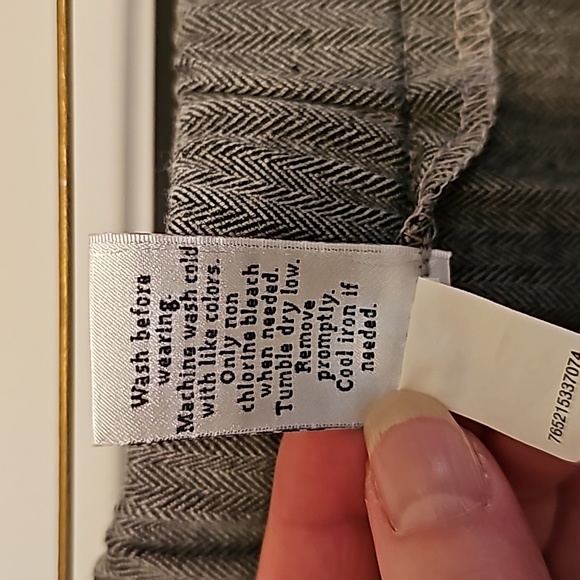 Wash before
wearing
Machine wash cold
with like colors.
Only non
chlorine bleach
when needed.
Tumble dry low.
Remove
promptly.
Cool iron if
needed.
765215337074